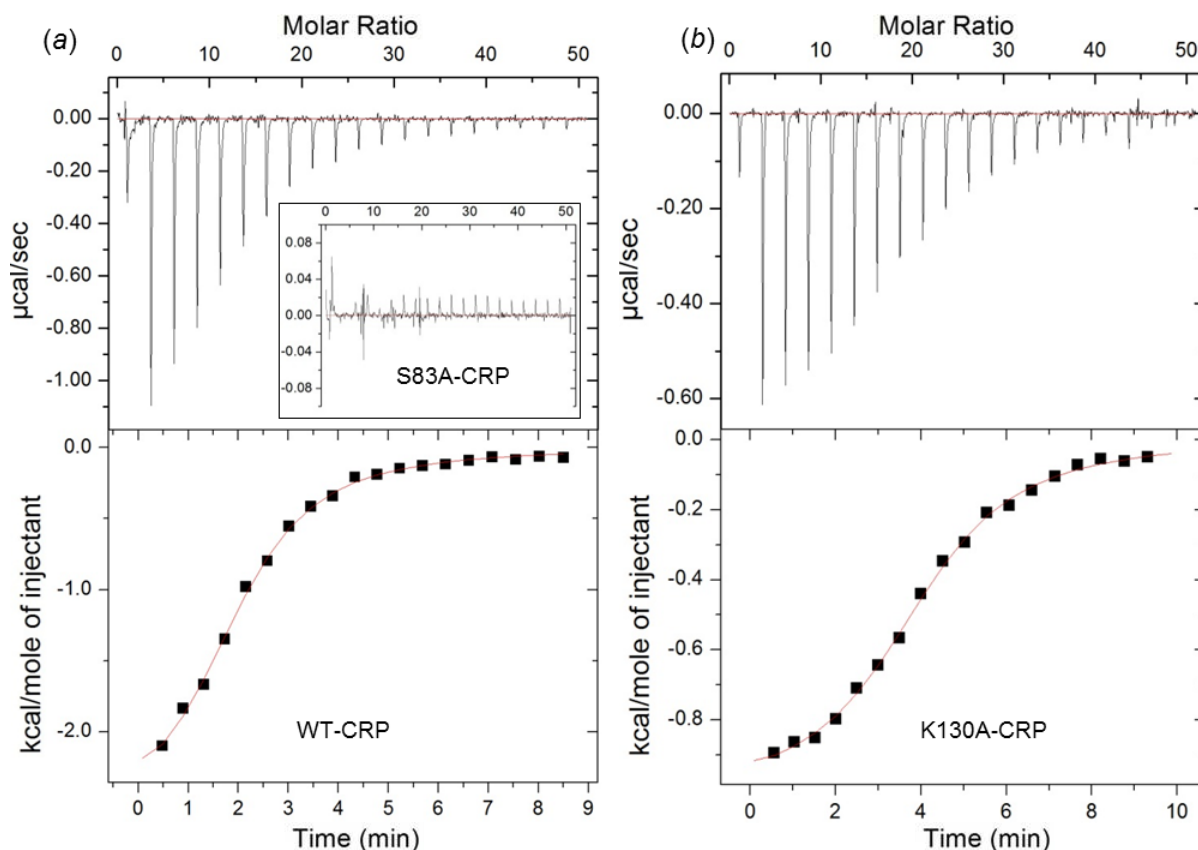 (a)
Molar Ratio
0 10 20 30 40 50
0.00
-0.20
-0.40
-0.60
-0.80
-1.00
µcal/sec
0 10 20 30 40 50
0.08
0.04
0.00
-0.04
-0.08
S83A-CRP
0.0
-1.0
-2.0
kcal/mole of injectant
WT-CRP
0 1 2 3 4 5 6 7 8 9
Time (min)
(b)
Molar Ratio
0 10 20 30 40 50
0.00
-0.20
-0.40
-0.60
µcal/sec
0.0
-0.2
-0.4
-0.6
-0.8
kcal/mole of injectant
K130A-CRP
0 2 4 6 8 10
Time (min)